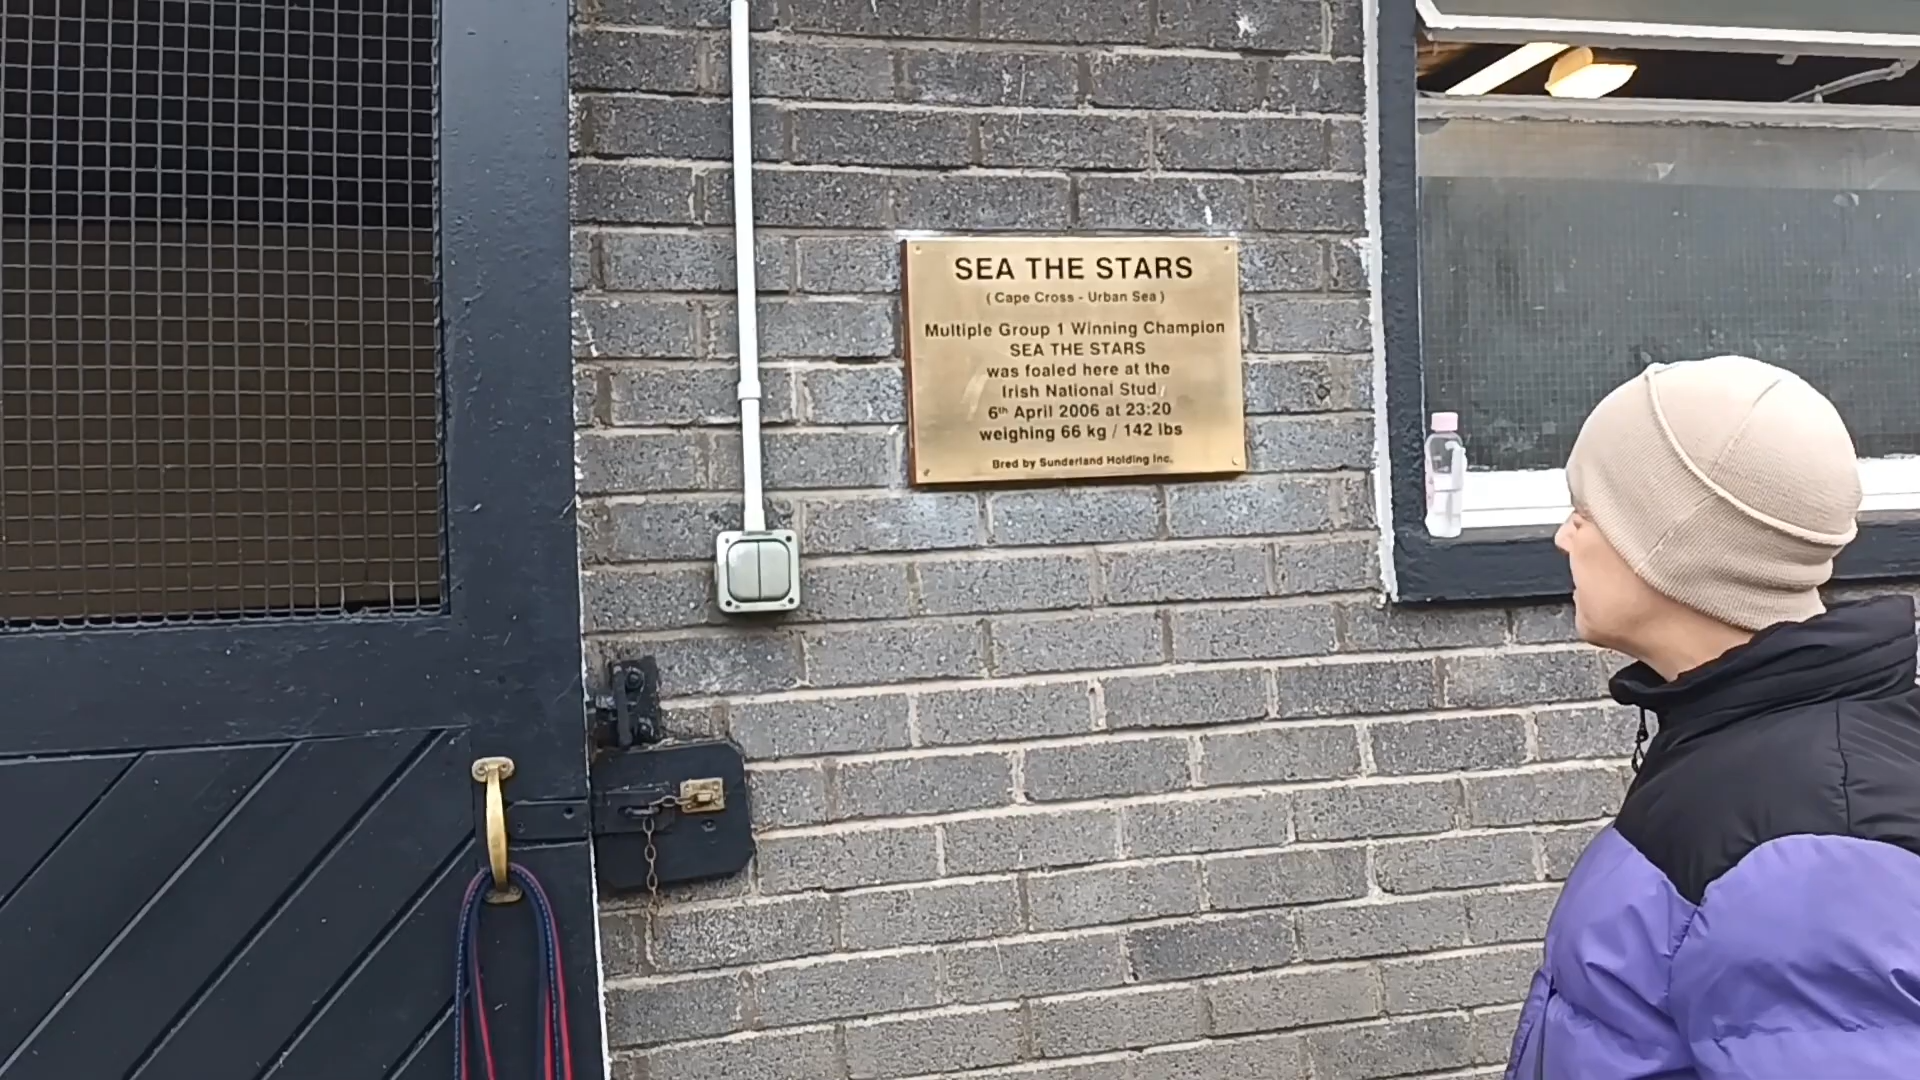 SEA THE STARS
( Cape Cross - Urban Sea )
Multiple Group 1 Winning Champion
SEA THE STARS
was foaled here at the
Irish National Stud
6th April 2006 at 23:20
weighing 66 kg / 142 lbs
Bred by Sunderland Holding Inc.